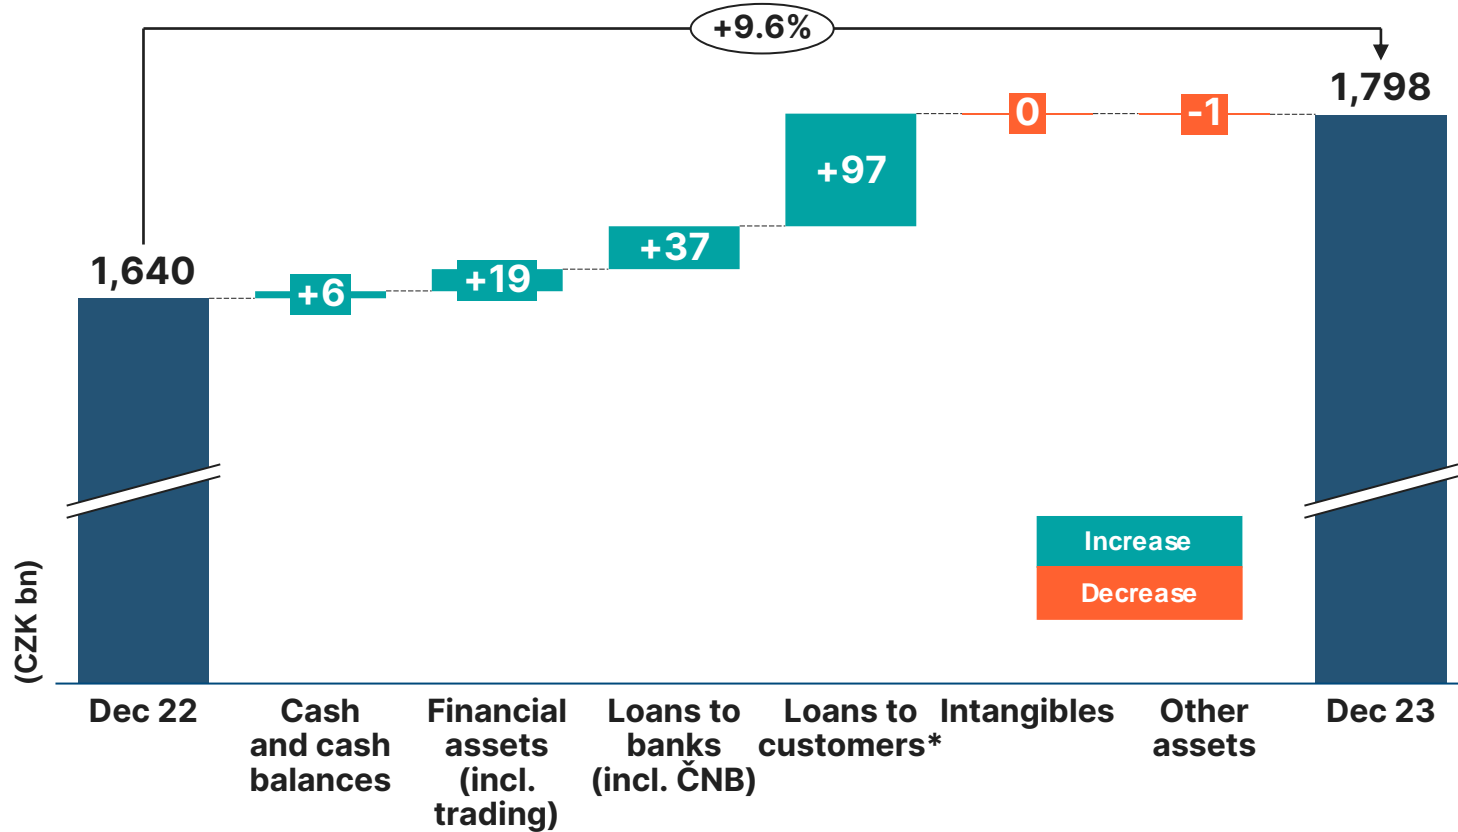 +9.6%
1,798
0
-1
+97
+37
1,640
+19
+6
Increase
Decrease
(CZK bn)
Dec 22
Cash
and cash
balances
Financial
assets
(incl.
trading)
Loans to
banks
(incl. ČNB)
Loans to
customers*
Intangibles
Other
assets
Dec 23